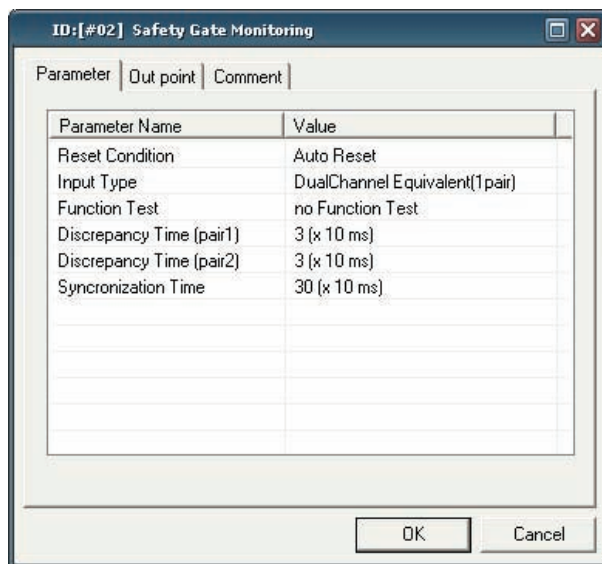 ID:[#02] Safety Gate Monitoring
Parameter Out point Comment
Parameter Name Value
Reset Condition Auto Reset
Input Type DualChannel Equivalent(1pair)
Function Test no Function Test
Discrepancy Time (pair1) 3 (x 10 ms)
Discrepancy Time (pair2) 3 (x 10 ms)
Syncronization Time 30 (x 10 ms)
OK Cancel